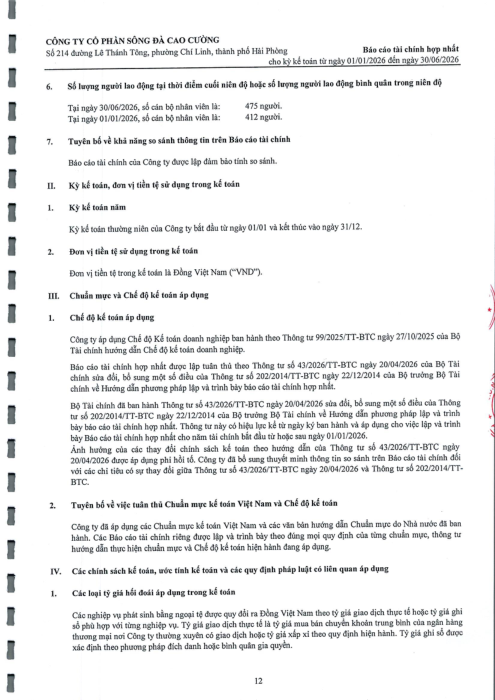 CÔNG TY CỔ PHẦN SÔNG ĐÀ CAO CƯỜNG
Số 214 đường Lê Thánh Tông, phường Chí Linh, thành phố Hải Phòng
Báo cáo tài chính hợp nhất
cho kỳ kế toán từ ngày 01/01/2026 đến ngày 30/06/2026
6. Số lượng người lao động tại thời điểm cuối niên độ hoặc số lượng người lao động bình quân trong niên độ
Tại ngày 30/06/2026, số cán bộ nhân viên là: 475 người.
Tại ngày 01/01/2026, số cán bộ nhân viên là: 412 người.
7. Tuyên bố về khả năng so sánh thông tin trên Báo cáo tài chính
Báo cáo tài chính của Công ty được lập đảm bảo tính so sánh.
II. Kỳ kế toán, đơn vị tiền tệ sử dụng trong kế toán
1. Kỳ kế toán năm
Kỳ kế toán thường niên của Công ty bắt đầu từ ngày 01/01 và kết thúc vào ngày 31/12.
2. Đơn vị tiền tệ sử dụng trong kế toán
Đơn vị tiền tệ trong kế toán là Đồng Việt Nam ("VND").
III. Chuẩn mực và Chế độ kế toán áp dụng
1. Chế độ kế toán áp dụng
Công ty áp dụng Chế độ Kế toán doanh nghiệp ban hành theo Thông tư 99/2025/TT-BTC ngày 27/10/2025 của Bộ
Tài chính hướng dẫn Chế độ kế toán doanh nghiệp.
Báo cáo tài chính hợp nhất được lập tuân thủ theo Thông tư số 43/2026/TT-BTC ngày 20/04/2026 của Bộ Tài
chính sửa đổi, bổ sung một số điều của Thông tư số 202/2014/TT-BTC ngày 22/12/2014 của Bộ trưởng Bộ Tài
chính về Hướng dẫn phương pháp lập và trình bày báo cáo tài chính hợp nhất.
Bộ Tài chính đã ban hành Thông tư số 43/2026/TT-BTC ngày 20/04/2026 sửa đổi, bổ sung một số điều của Thông
tư số 202/2014/TT-BTC ngày 22/12/2014 của Bộ trưởng Bộ Tài chính về Hướng dẫn phương pháp lập và trình
bày báo cáo tài chính hợp nhất. Thông tư này có hiệu lực kể từ ngày ký ban hành và áp dụng cho việc lập và trình
bày Báo cáo tài chính hợp nhất cho năm tài chính bắt đầu từ hoặc sau ngày 01/01/2026.
Ảnh hưởng của các thay đổi chính sách kế toán theo hướng dẫn của Thông tư số 43/2026/TT-BTC ngày
20/04/2026 được áp dụng phi hồi tố. Công ty đã bổ sung thuyết minh thông tin so sánh trên Báo cáo tài chính đối
với các chỉ tiêu có sự thay đổi giữa Thông tư số 43/2026/TT-BTC ngày 20/04/2026 và Thông tư số 202/2014/TT-
BTC.
2. Tuyên bố về việc tuân thủ Chuẩn mực kế toán Việt Nam và Chế độ kế toán
Công ty đã áp dụng các Chuẩn mực kế toán Việt Nam và các văn bản hướng dẫn Chuẩn mực do Nhà nước đã ban
hành. Các Báo cáo tài chính riêng được lập và trình bày theo đúng mọi quy định của từng chuẩn mực, thông tư
hướng dẫn thực hiện chuẩn mực và Chế độ kế toán hiện hành đang áp dụng.
IV. Các chính sách kế toán, ước tính kế toán và các quy định pháp luật có liên quan áp dụng
1. Các loại tỷ giá hối đoái áp dụng trong kế toán
Các nghiệp vụ phát sinh bằng ngoại tệ được quy đổi ra Đồng Việt Nam theo tỷ giá giao dịch thực tế hoặc tỷ giá ghi
sổ phù hợp với từng nghiệp vụ. Tỷ giá giao dịch thực tế là tỷ giá mua bán chuyển khoản trung bình của ngân hàng
thương mại nơi Công ty thường xuyên có giao dịch hoặc tỷ giá xấp xỉ theo quy định hiện hành. Tỷ giá ghi sổ được
xác định theo phương pháp đích danh hoặc bình quân gia quyền.
12